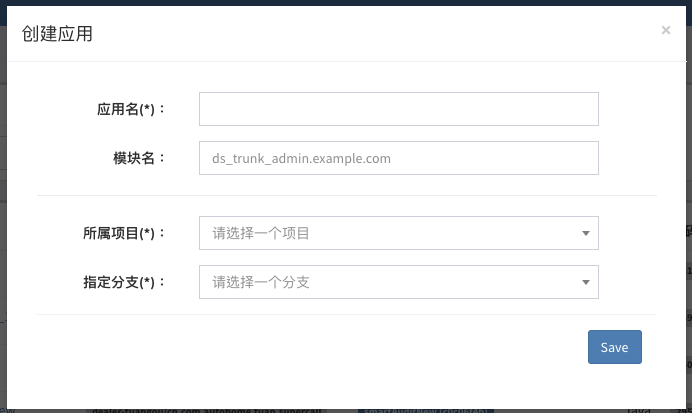 创建应用
×
应用名(*)：
模块名：
ds_trunk_admin.example.com
所属项目(*)：
请选择一个项目
指定分支(*)：
请选择一个分支
Save